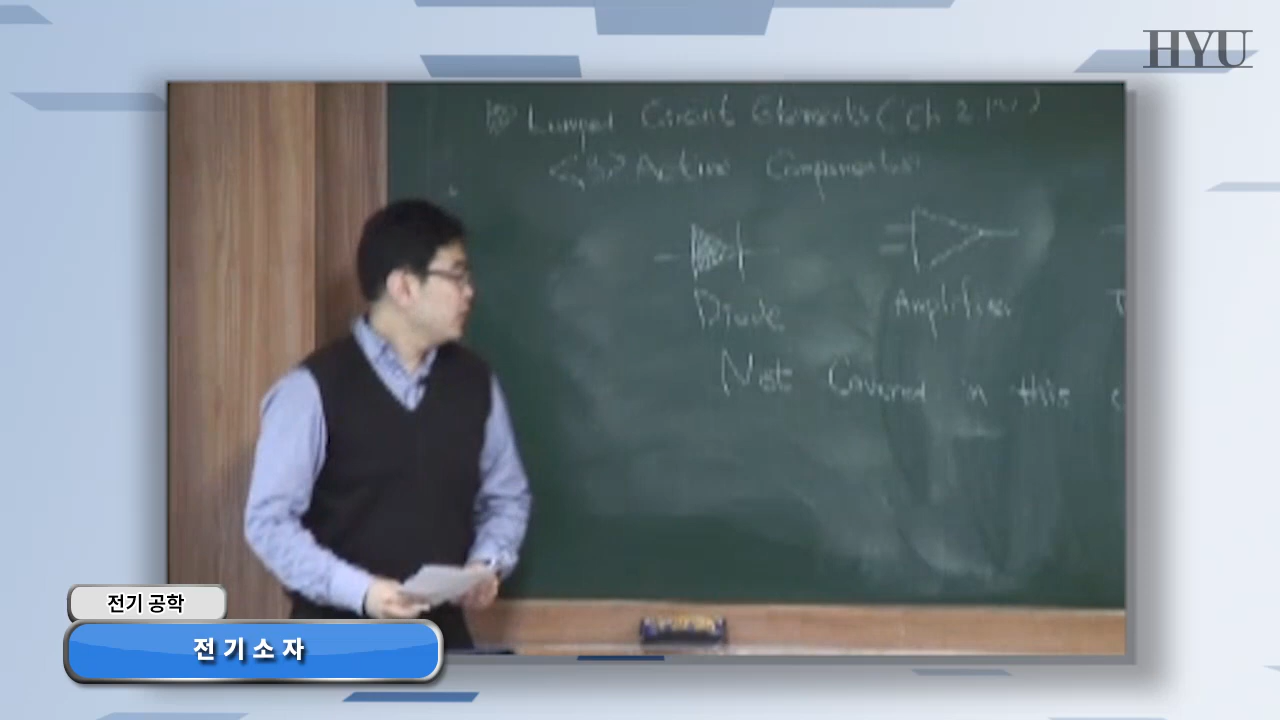 HYU
Lumped Circuit Elements (Ch 2.
<3> Active Components
Diode
Amplifier
Not Covered in this
전기 공학
전기소자